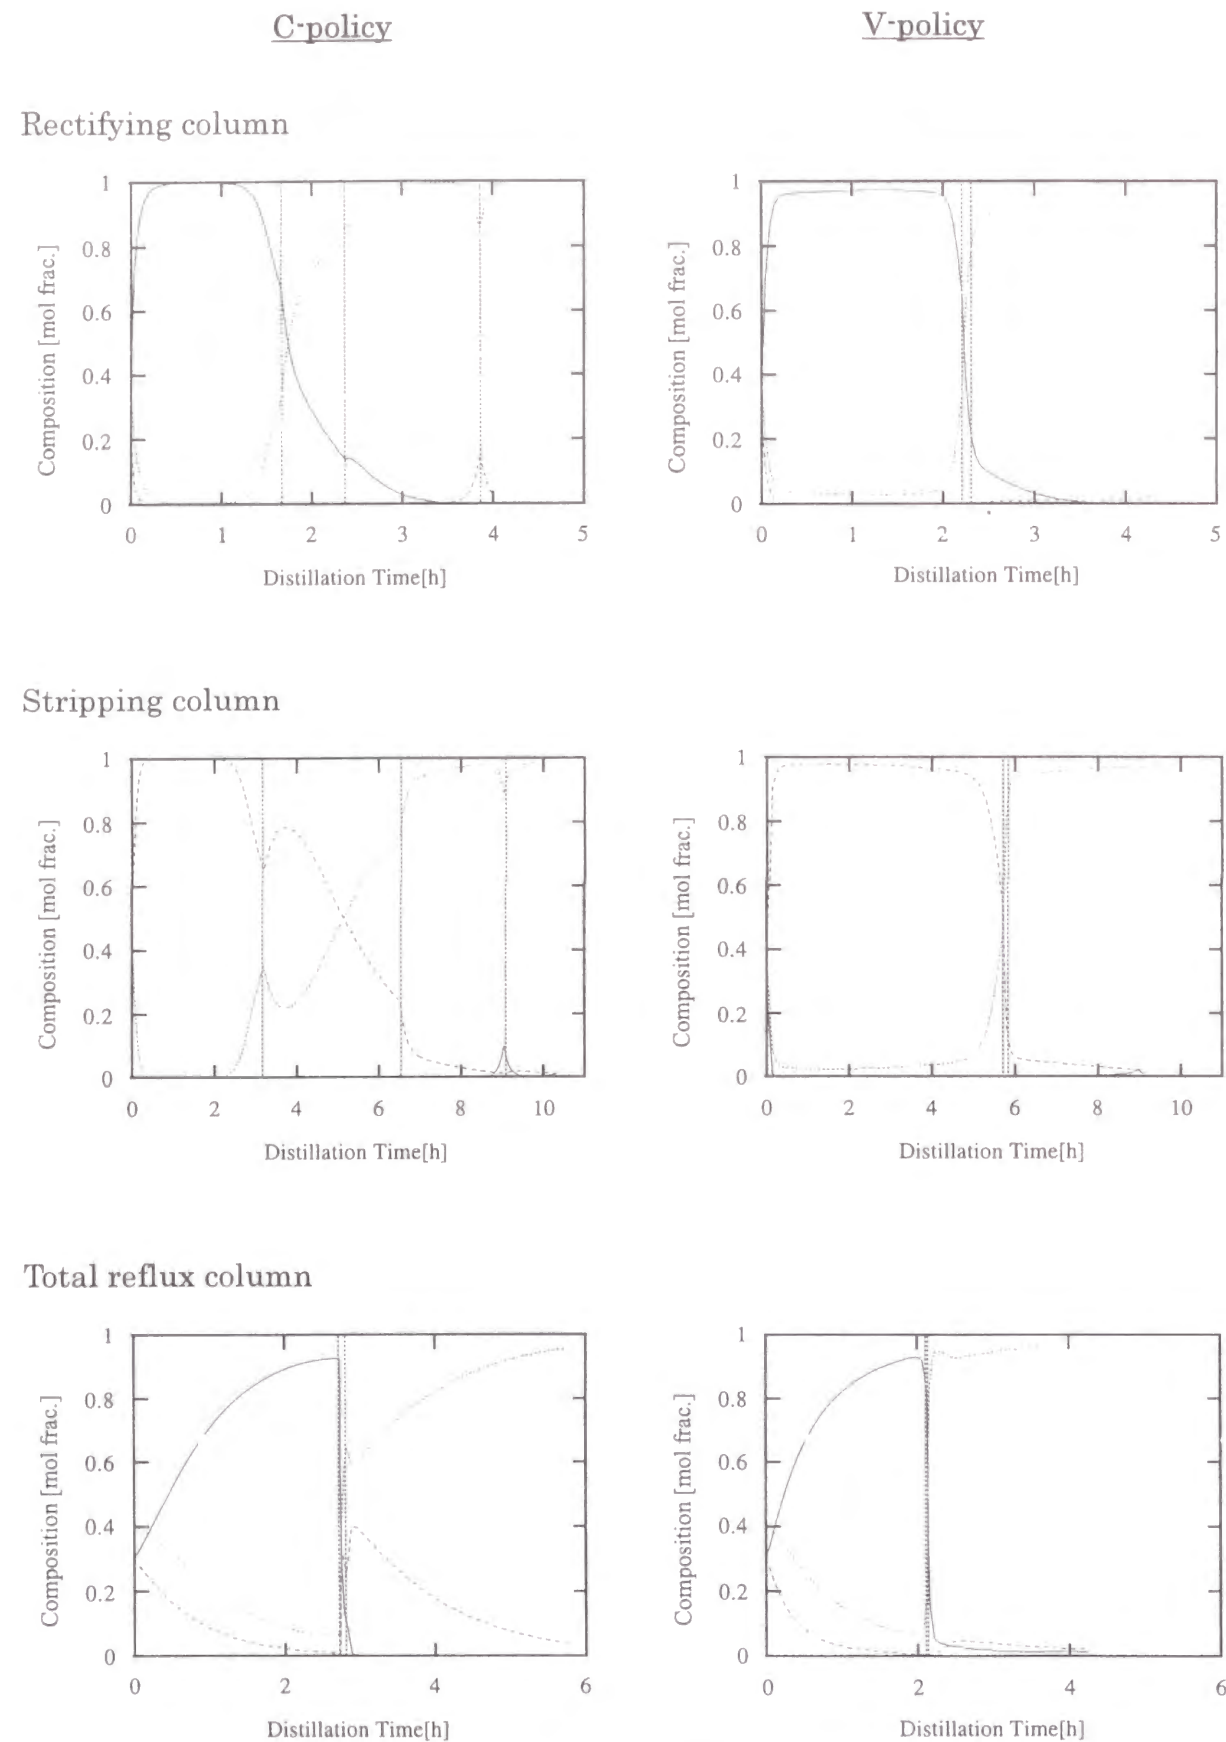 C-policy V-policy
Rectifying column
Composition [mol frac.]
1
0.8
0.6
0.4
0.2
0
0 1 2 3 4 5
Distillation Time[h]
Composition [mol frac.]
1
0.8
0.6
0.4
0.2
0
0 1 2 3 4 5
Distillation Time[h]
Stripping column
Composition [mol frac.]
1
0.8
0.6
0.4
0.2
0
0 2 4 6 8 10
Distillation Time[h]
Composition [mol frac.]
1
0.8
0.6
0.4
0.2
0
0 2 4 6 8 10
Distillation Time[h]
Total reflux column
Composition [mol frac.]
1
0.8
0.6
0.4
0.2
0
0 2 4 6
Distillation Time[h]
Composition [mol frac.]
1
0.8
0.6
0.4
0.2
0
0 2 4 6
Distillation Time[h]